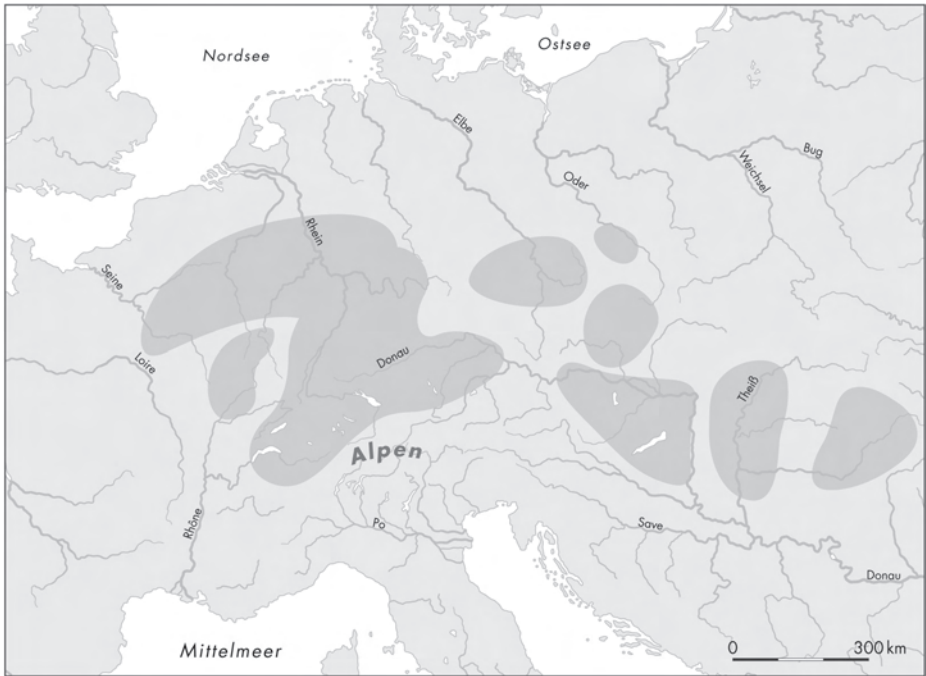 Nordsee
Ostsee
Elbe
Oder
Weichsel
Bug
Rhein
Seine
Loire
Donau
Theiß
Alpen
Rhône
Po
Save
Donau
Mittelmeer
0 300 km